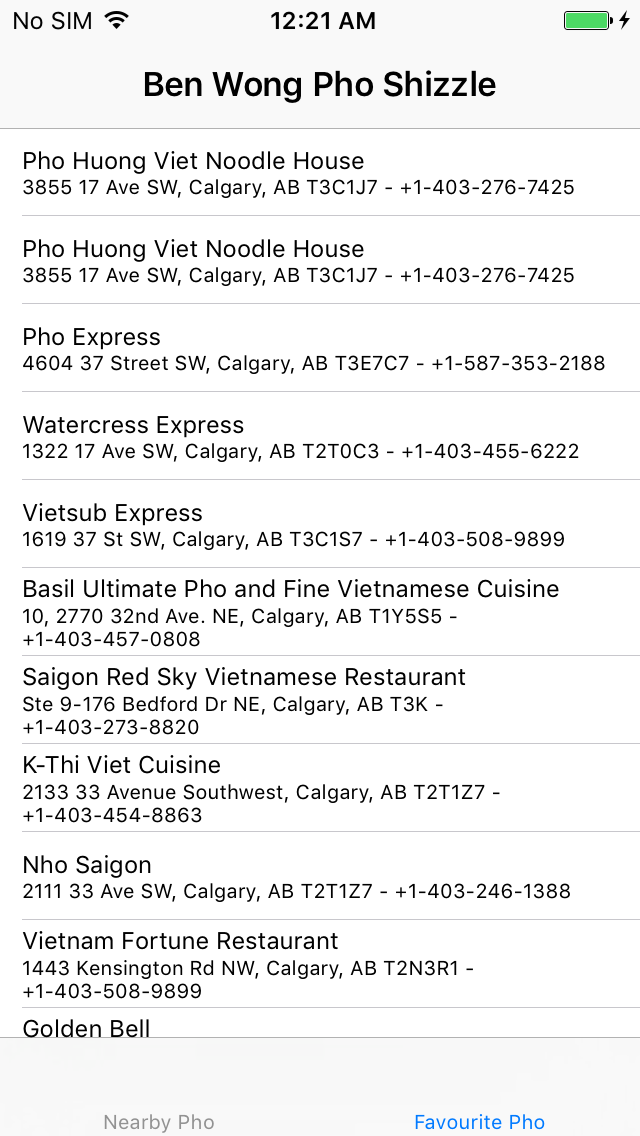 No SIM 12:21 AM
Ben Wong Pho Shizzle
Pho Huong Viet Noodle House
3855 17 Ave SW, Calgary, AB T3C1J7 - +1-403-276-7425
Pho Huong Viet Noodle House
3855 17 Ave SW, Calgary, AB T3C1J7 - +1-403-276-7425
Pho Express
4604 37 Street SW, Calgary, AB T3E7C7 - +1-587-353-2188
Watercress Express
1322 17 Ave SW, Calgary, AB T2T0C3 - +1-403-455-6222
Vietsub Express
1619 37 St SW, Calgary, AB T3C1S7 - +1-403-508-9899
Basil Ultimate Pho and Fine Vietnamese Cuisine
10, 2770 32nd Ave. NE, Calgary, AB T1Y5S5 -
+1-403-457-0808
Saigon Red Sky Vietnamese Restaurant
Ste 9-176 Bedford Dr NE, Calgary, AB T3K -
+1-403-273-8820
K-Thi Viet Cuisine
2133 33 Avenue Southwest, Calgary, AB T2T1Z7 -
+1-403-454-8863
Nho Saigon
2111 33 Ave SW, Calgary, AB T2T1Z7 - +1-403-246-1388
Vietnam Fortune Restaurant
1443 Kensington Rd NW, Calgary, AB T2N3R1 -
+1-403-508-9899
Golden Bell
Nearby Pho Favourite Pho